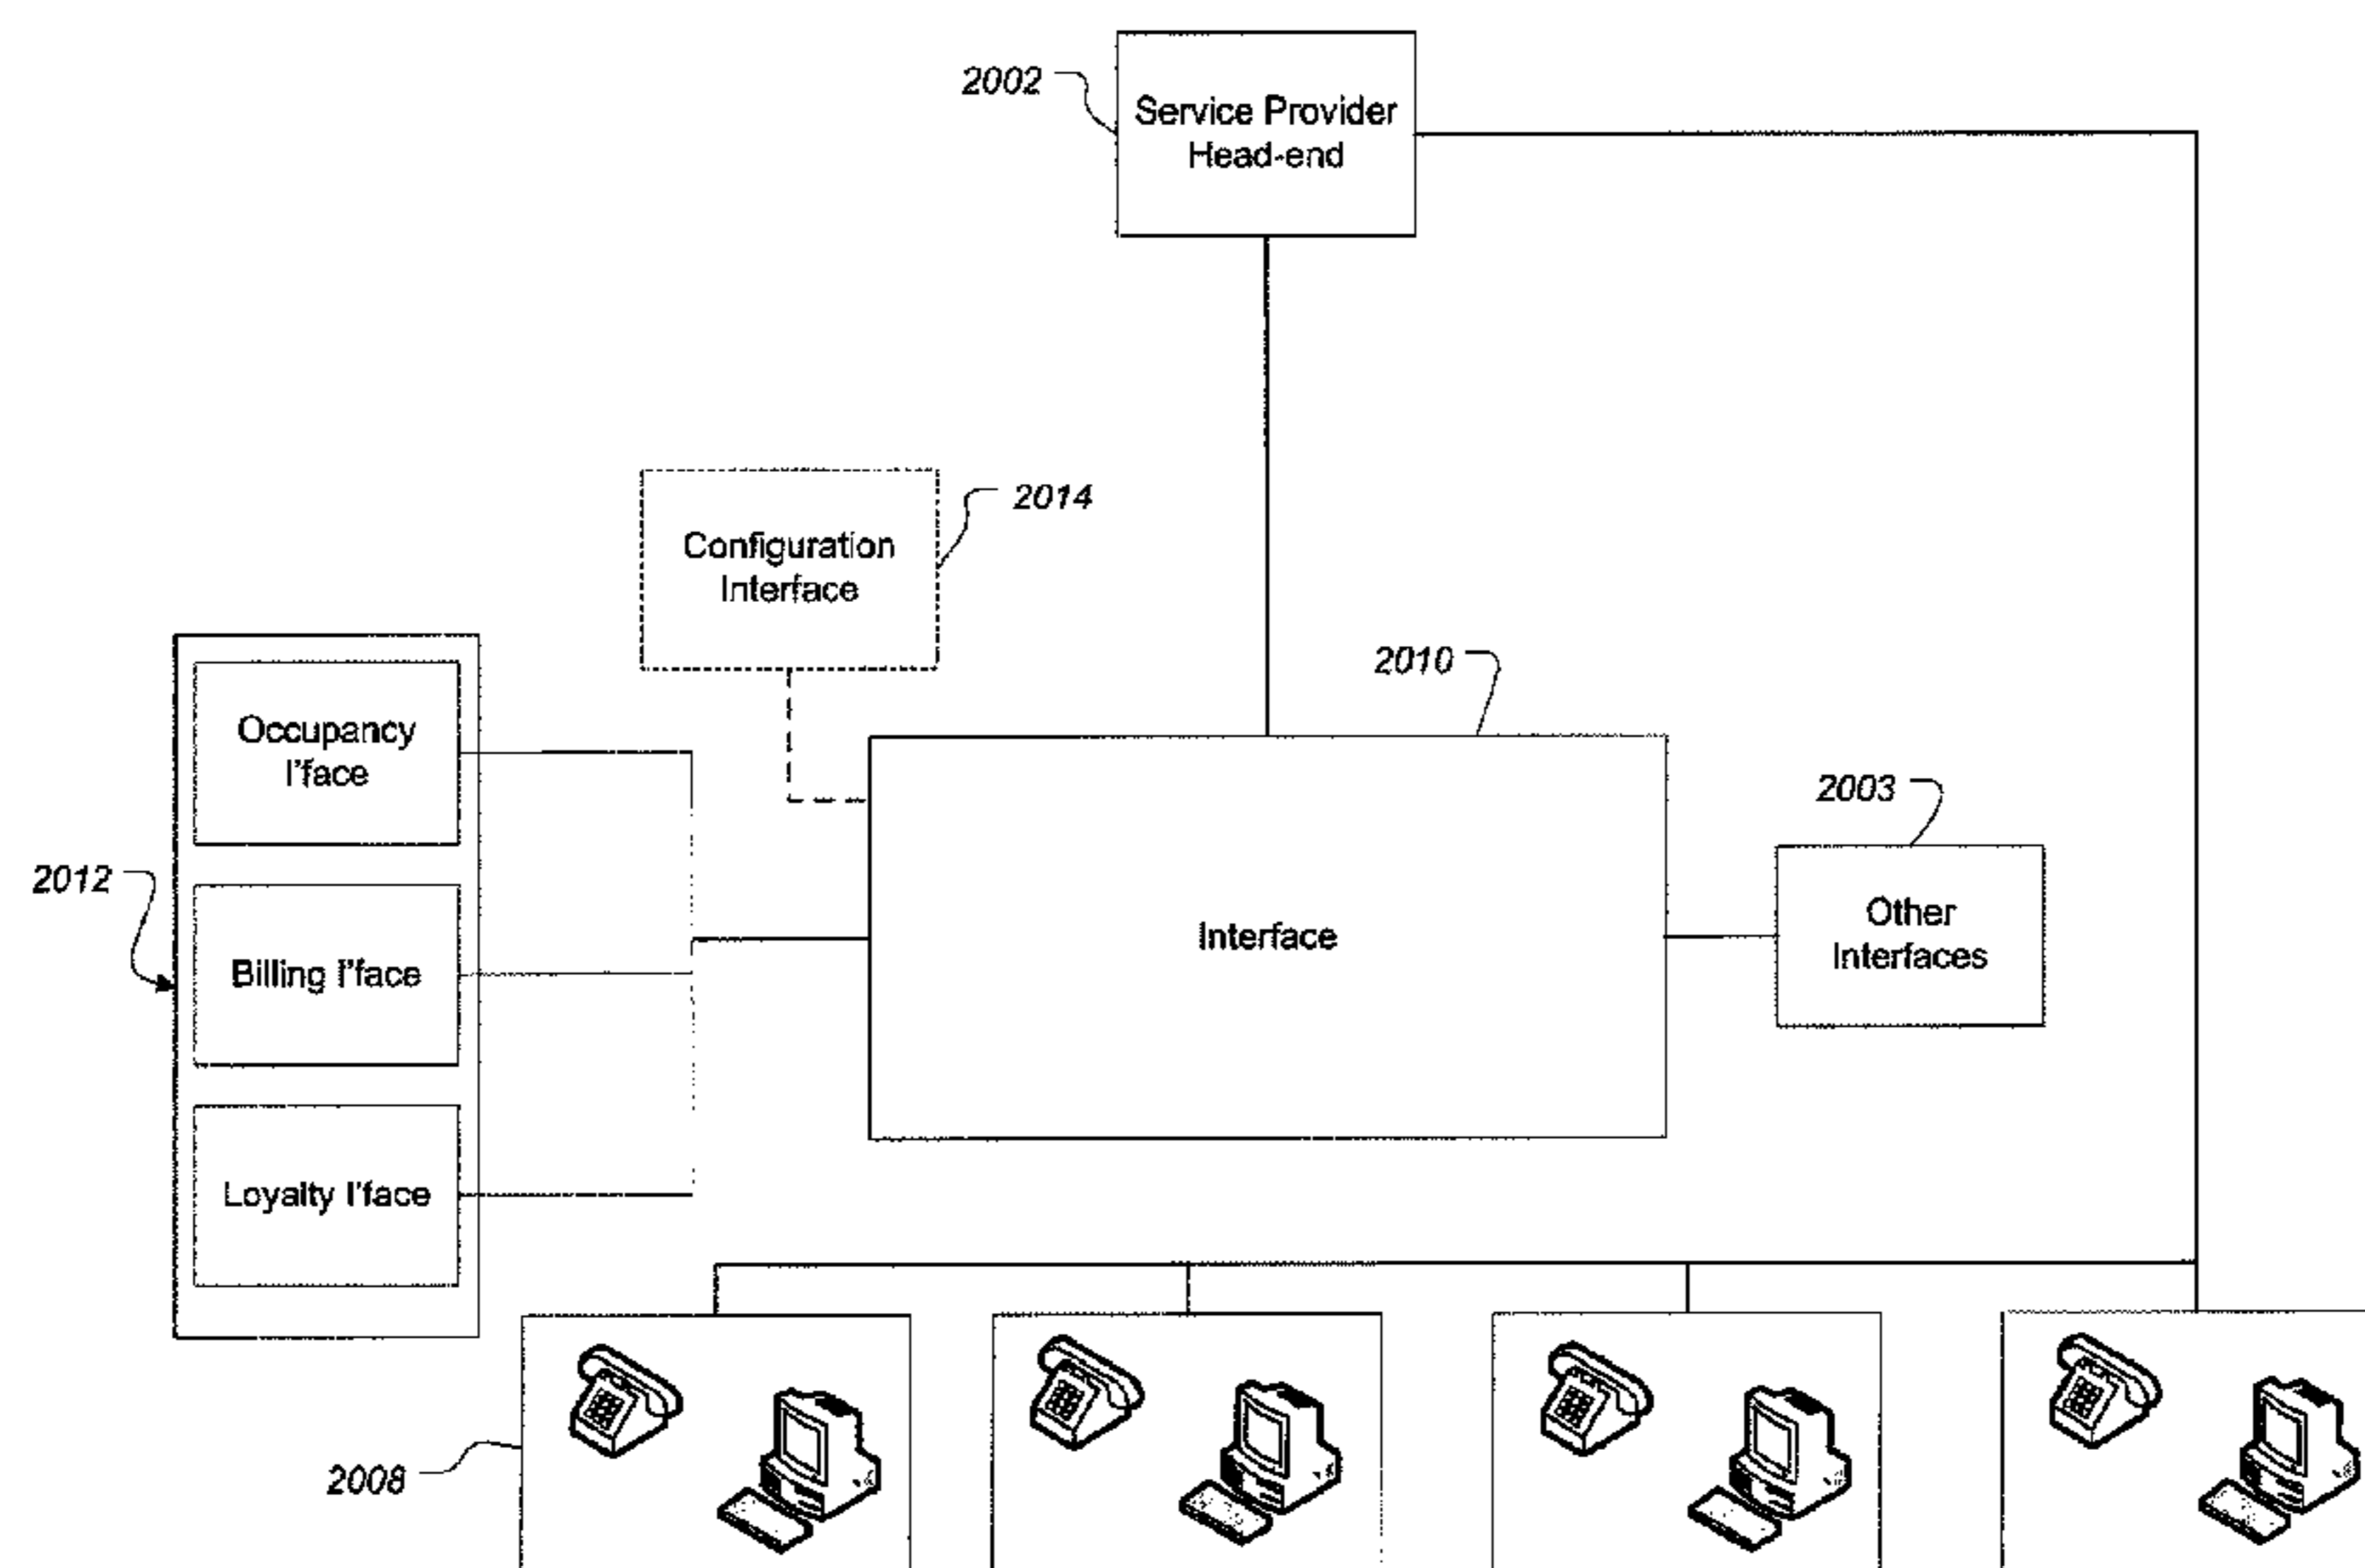 2002
Service Provider
Head-end
Configuration
Interface
2014
2010
Occupancy
I'face
2003
Other
Interfaces
2012
Billing I'face
Interface
Loyalty I'face
2008